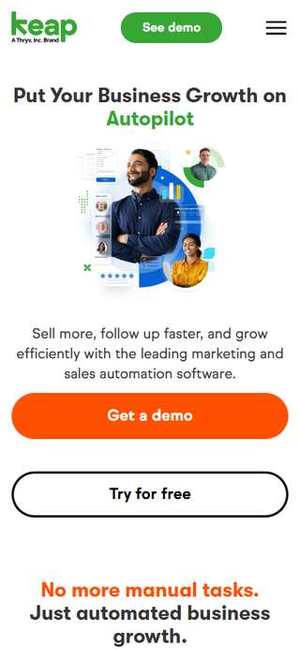 keap
A Thryv, Inc. Brand
See demo
Put Your Business Growth on
Autopilot
Sell more, follow up faster, and grow
efficiently with the leading marketing and
sales automation software.
Get a demo
Try for free
No more manual tasks.
Just automated business
growth.